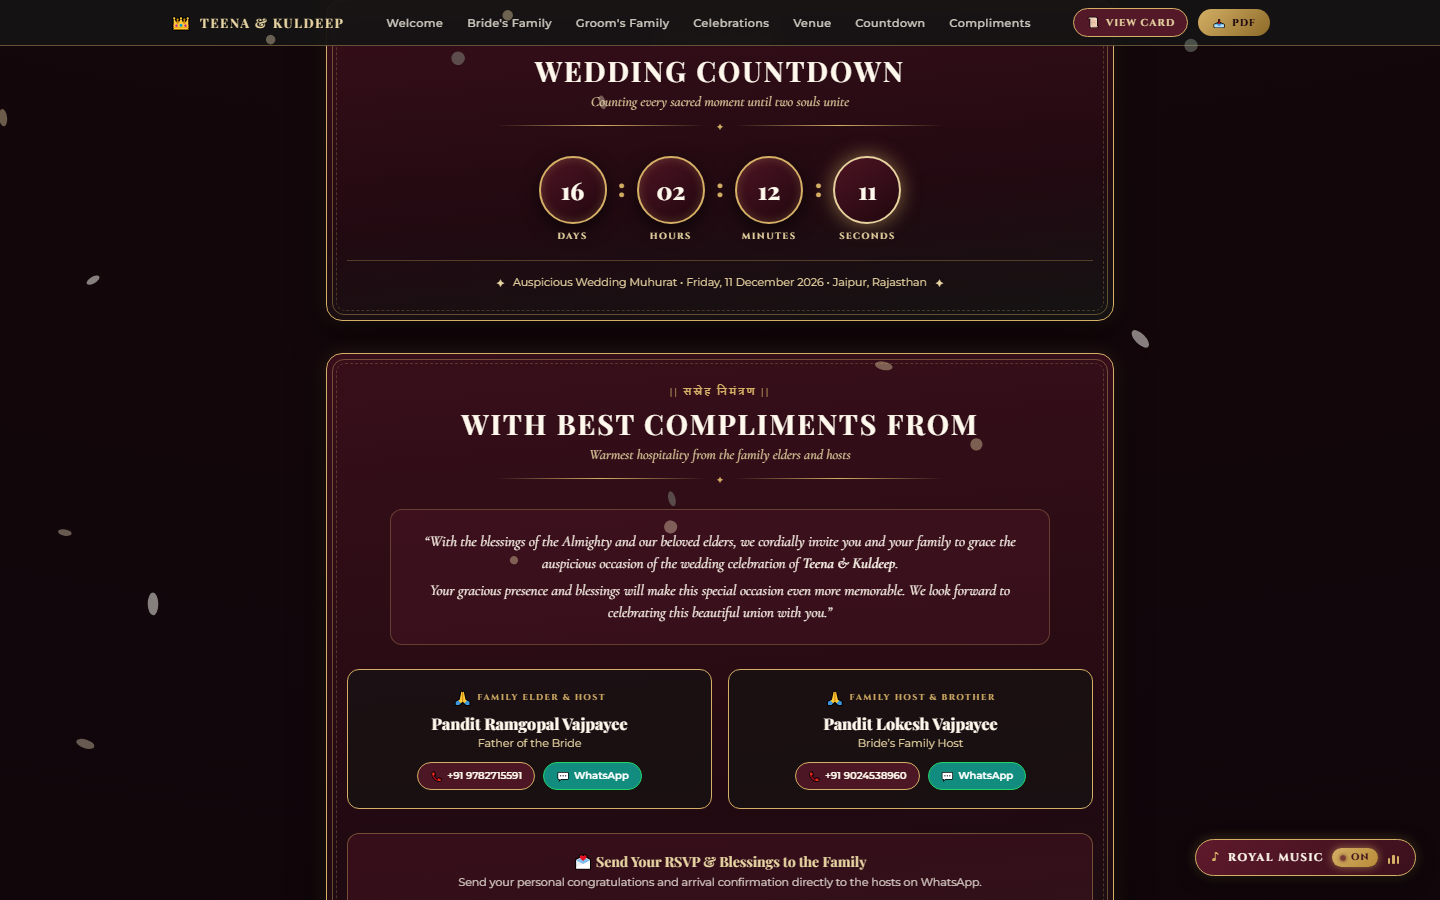 TEENA & KULDEEP
Welcome
Bride's Family
Groom's Family
Celebrations
Venue
Countdown
Compliments
VIEW CARD
PDF
WEDDING COUNTDOWN
Counting every sacred moment until two souls unite
16 : 02 : 12 : 11
DAYS HOURS MINUTES SECONDS
Auspicious Wedding Muhurat • Friday, 11 December 2026 • Jaipur, Rajasthan
|| सस्नेह निमंत्रण ||
WITH BEST COMPLIMENTS FROM
Warmest hospitality from the family elders and hosts
“With the blessings of the Almighty and our beloved elders, we cordially invite you and your family to grace the
auspicious occasion of the wedding celebration of Teena & Kuldeep.
Your gracious presence and blessings will make this special occasion even more memorable. We look forward to
celebrating this beautiful union with you.”
FAMILY ELDER & HOST
Pandit Ramgopal Vajpayee
Father of the Bride
+91 9782715591
WhatsApp
FAMILY HOST & BROTHER
Pandit Lokesh Vajpayee
Bride's Family Host
+91 9024538960
WhatsApp
Send Your RSVP & Blessings to the Family
Send your personal congratulations and arrival confirmation directly to the hosts on WhatsApp.
ROYAL MUSIC ON